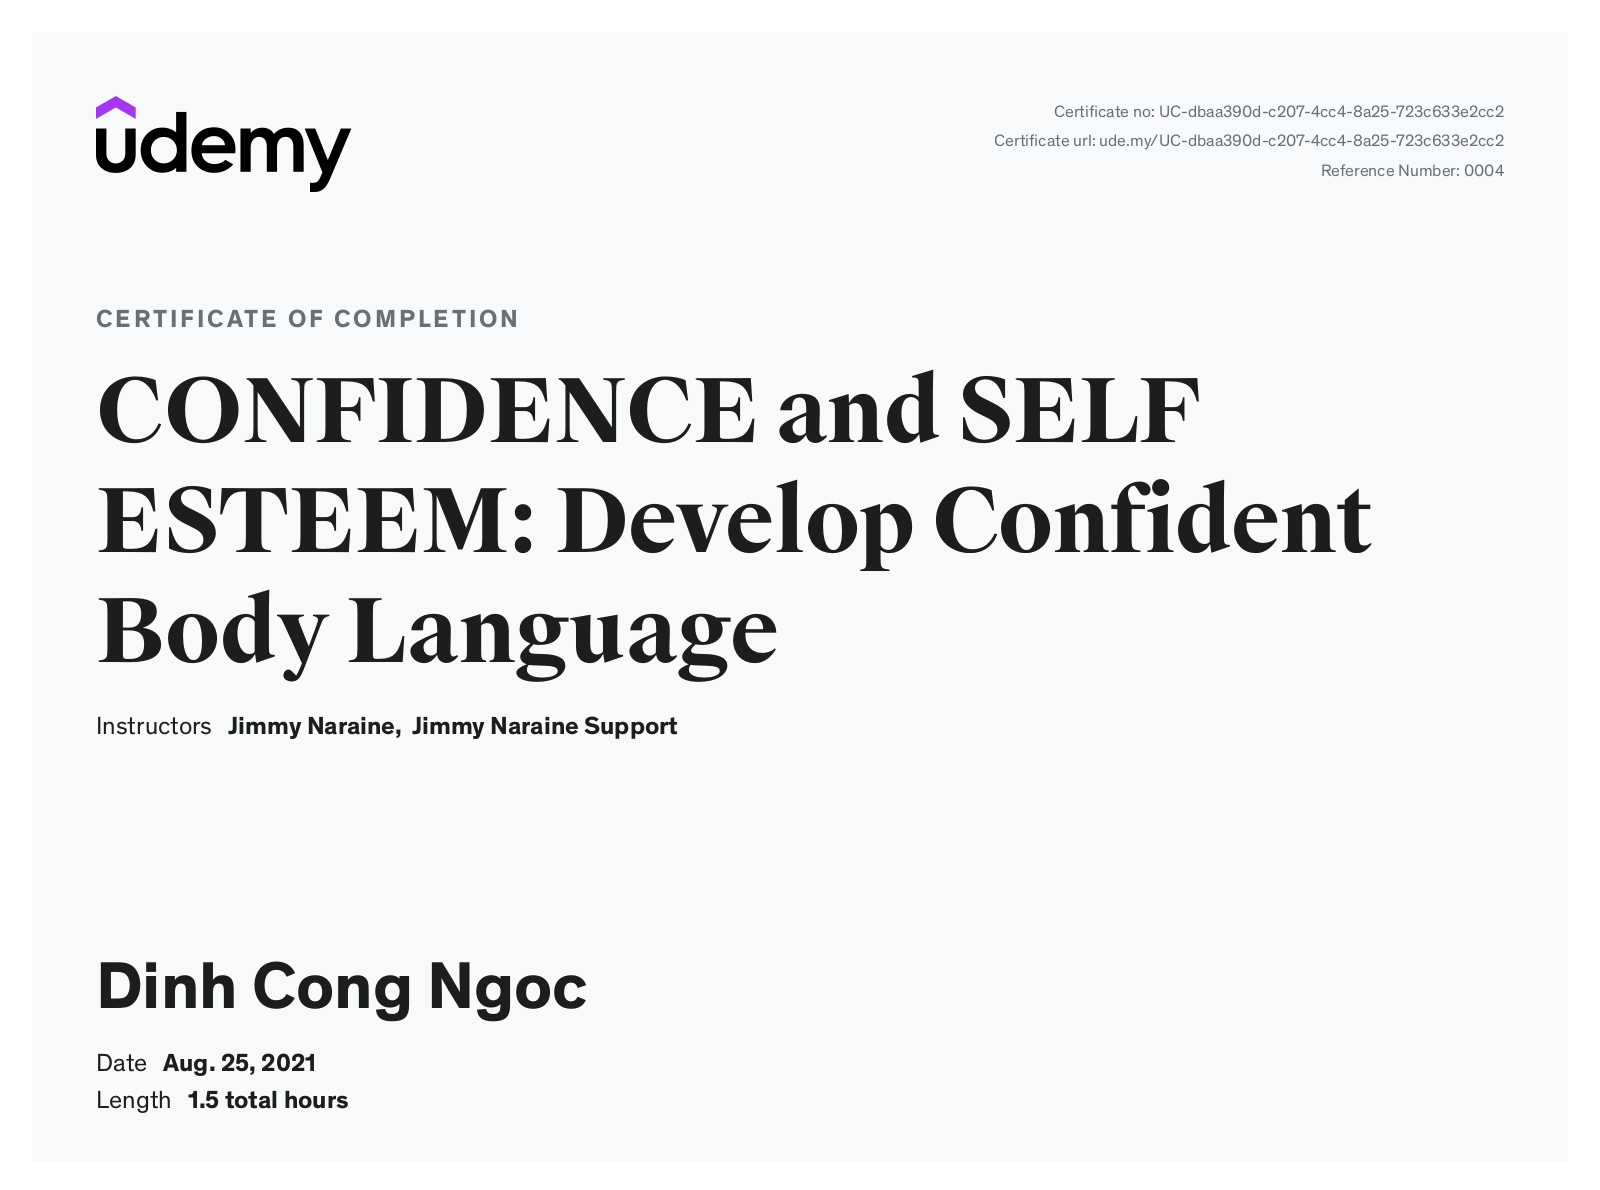 udemy
Certificate no: UC-dbaa390d-c207-4cc4-8a25-723c633e2cc2
Certificate url: ude.my/UC-dbaa390d-c207-4cc4-8a25-723c633e2cc2
Reference Number: 0004
CERTIFICATE OF COMPLETION
CONFIDENCE and SELF
ESTEEM: Develop Confident
Body Language
Instructors Jimmy Naraine, Jimmy Naraine Support
Dinh Cong Ngoc
Date Aug. 25, 2021
Length 1.5 total hours